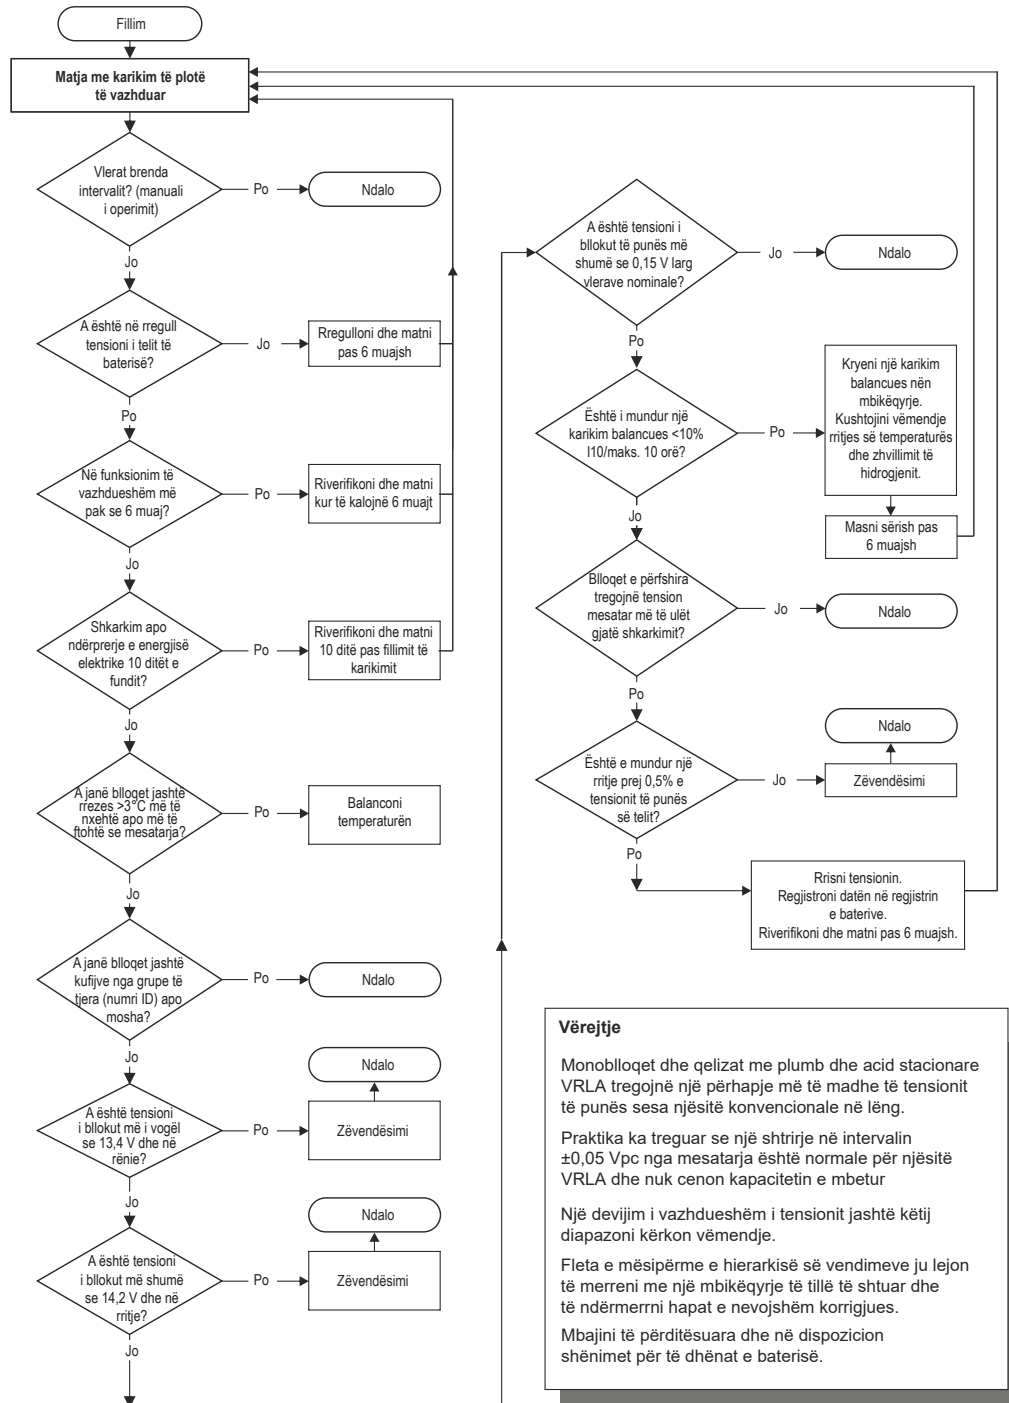 Fillim
Matja me karikim të plotë
të vazhduar
Vlerat brenda
intervalit? (manuali
i operimit)
Po
Ndalo
Jo
A është në rregull
tensioni i telit të
baterisë?
Jo
Rregulloni dhe matni
pas 6 muajsh
Po
Në funksionim të
vazhdueshëm më
pak se 6 muaj?
Po
Riverifikoni dhe matni
kur të kalojnë 6 muajt
Jo
Shkarkim apo
ndërprerje e energjisë
elektrike 10 ditët e
fundit?
Po
Riverifikoni dhe matni
10 ditë pas fillimit të
karikimit
Jo
A janë blloqet jashtë
rrezes >3°C më të
nxehtë apo më të
ftohtë se mesatarja?
Po
Balanconi
temperaturën
Jo
A janë blloqet jashtë
kufijve nga grupe të
tjera (numri ID) apo
mosha?
Po
Ndalo
Jo
A është tensioni
i bllokut më i vogël
se 13,4 V dhe në
rënie?
Po
Zëvendësimi
Ndalo
Jo
A është tensioni
i bllokut më shumë
se 14,2 V dhe në
rritje?
Po
Zëvendësimi
Ndalo
Jo
A është tensioni i
bllokut të punës më
shumë se 0,15 V larg
vlerave nominale?
Jo
Ndalo
Po
Është i mundur një
karikim balancues <10%
I10/maks. 10 orë?
Po
Kryeni një karikim
balancues nën
mbikëqyrje.
Kushtojini vëmendje
rritjes së temperaturës
dhe zhvillimit të
hidrogjenit.
Masni sërish pas
6 muajsh
Jo
Blloqet e përfshira
tregojnë tension
mesatar më të ulët
gjatë shkarkimit?
Jo
Ndalo
Po
Është e mundur një
rritje prej 0,5% e
tensionit të punës
së telit?
Jo
Zëvendësimi
Ndalo
Po
Rrisni tensionin.
Regjistroni datën në regjistrin
e baterive.
Riverifikoni dhe matni pas 6 muajsh.
Vërejtje
Monoblloqet dhe qelizat me plumb dhe acid stacionare
VRLA tregojnë një përhapje më të madhe të tensionit
të punës sesa njësitë konvencionale në lëng.
Praktika ka treguar se një shtrirje në intervalin
±0,05 Vpc nga mesatarja është normale për njësitë
VRLA dhe nuk cenon kapacitetin e mbetur
Një devijim i vazhdueshëm i tensionit jashtë këtij
diapazoni kërkon vëmendje.
Fleta e mësipërme e hierarkisë së vendimeve ju lejon
të merreni me një mbikëqyrje të tillë të shtuar dhe
të ndërmerrni hapat e nevojshëm korrigjues.
Mbajini të përditësuara dhe në dispozicion
shënimet për të dhënat e baterisë.